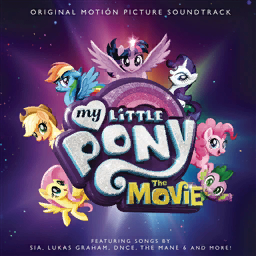 ORIGINAL MOTION PICTURE SOUNDTRACK
my LITTLE
PONY
The
MOVIE
FEATURING SONGS BY
SIA, LUKAS GRAHAM, DNCE, THE MANE 6 AND MORE!